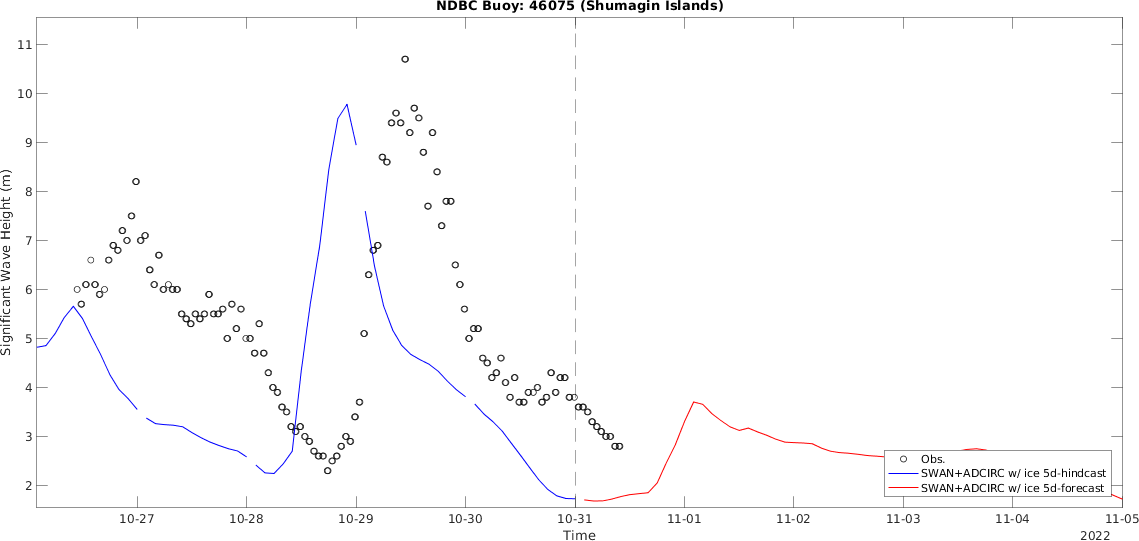 NDBC Buoy: 46075 (Shumagin Islands)
Significant Wave Height (m)
11
10
9
8
7
6
5
4
3
2
Obs.
SWAN+ADCIRC w/ ice 5d-hindcast
SWAN+ADCIRC w/ ice 5d-forecast
10-27 10-28 10-29 10-30 10-31 11-01 11-02 11-03 11-04 11-05
Time
2022